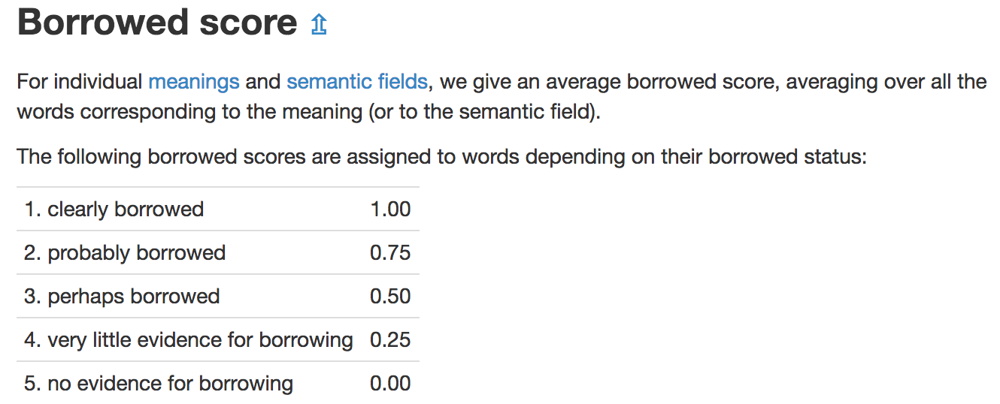 Borrowed score ⇫
For individual meanings and semantic fields, we give an average borrowed score, averaging over all the
words corresponding to the meaning (or to the semantic field).
The following borrowed scores are assigned to words depending on their borrowed status:
1. clearly borrowed 1.00
2. probably borrowed 0.75
3. perhaps borrowed 0.50
4. very little evidence for borrowing 0.25
5. no evidence for borrowing 0.00